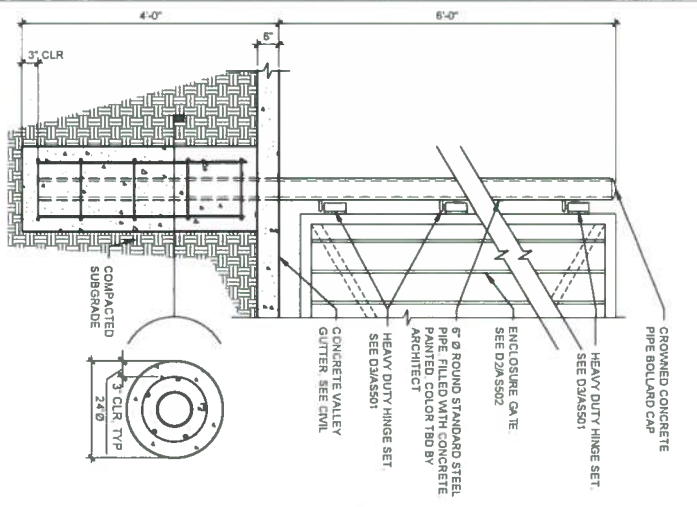 4'-0"
6'-0"
6"
3" CLR
CROWNED CONCRETE
PIPE BOLLARD CAP
HEAVY DUTY HINGE SET.
SEE D3/AS501
ENCLOSURE GATE.
SEE D2/AS502
6" Ø ROUND STANDARD STEEL
PIPE, FILLED WITH CONCRETE.
PAINTED, COLOR TBD BY
ARCHITECT
HEAVY DUTY HINGE SET.
SEE D3/AS501
CONCRETE VALLEY
GUTTER. SEE CIVIL
COMPACTED
SUBGRADE
3" CLR, TYP
24"Ø